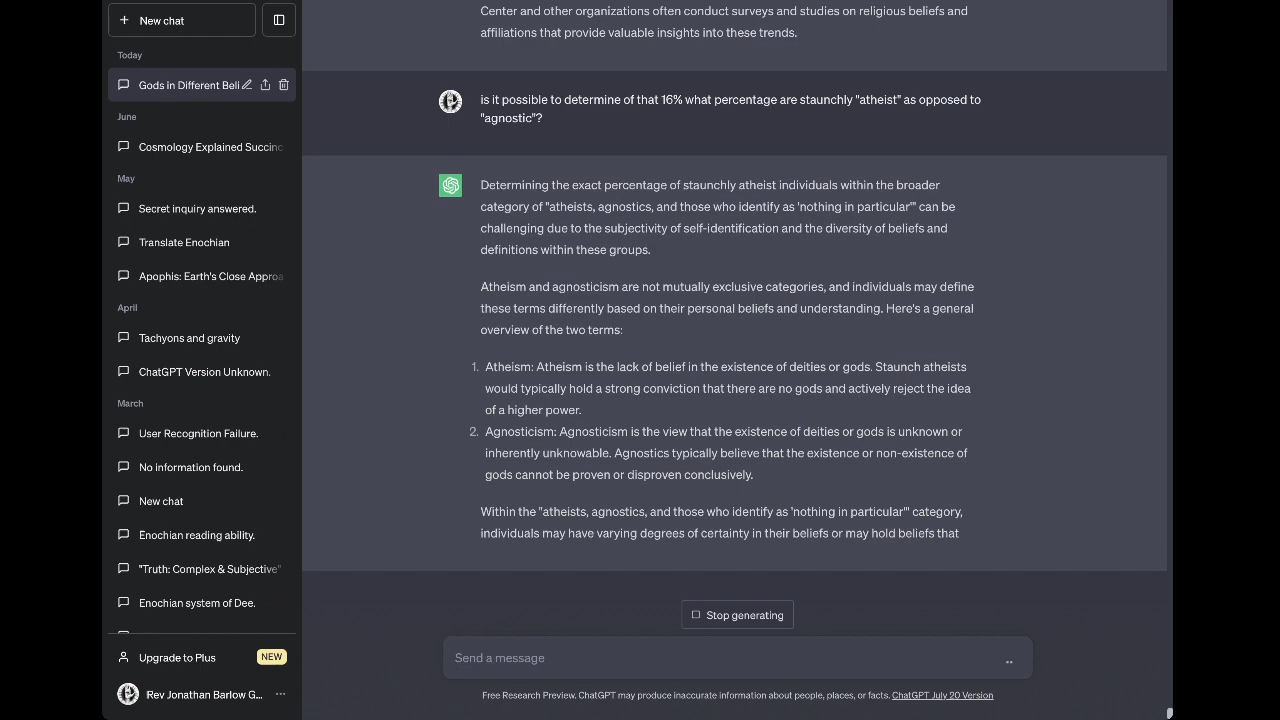 New chat
Today
Gods in Different Beli
June
Cosmology Explained Succinc
May
Secret inquiry answered.
Translate Enochian
Apophis: Earth's Close Approa
April
Tachyons and gravity
ChatGPT Version Unknown.
March
User Recognition Failure.
No information found.
New chat
Enochian reading ability.
"Truth: Complex & Subjective"
Enochian system of Dee.
Upgrade to Plus NEW
Rev Jonathan Barlow G...
Center and other organizations often conduct surveys and studies on religious beliefs and
affiliations that provide valuable insights into these trends.
is it possible to determine of that 16% what percentage are staunchly "atheist" as opposed to
"agnostic"?
Determining the exact percentage of staunchly atheist individuals within the broader
category of "atheists, agnostics, and those who identify as 'nothing in particular'" can be
challenging due to the subjectivity of self-identification and the diversity of beliefs and
definitions within these groups.
Atheism and agnosticism are not mutually exclusive categories, and individuals may define
these terms differently based on their personal beliefs and understanding. Here's a general
overview of the two terms:
1. Atheism: Atheism is the lack of belief in the existence of deities or gods. Staunch atheists
would typically hold a strong conviction that there are no gods and actively reject the idea
of a higher power.
2. Agnosticism: Agnosticism is the view that the existence of deities or gods is unknown or
inherently unknowable. Agnostics typically believe that the existence or non-existence of
gods cannot be proven or disproven conclusively.
Within the "atheists, agnostics, and those who identify as 'nothing in particular'" category,
individuals may have varying degrees of certainty in their beliefs or may hold beliefs that
Stop generating
Send a message
Free Research Preview. ChatGPT may produce inaccurate information about people, places, or facts. ChatGPT July 20 Version